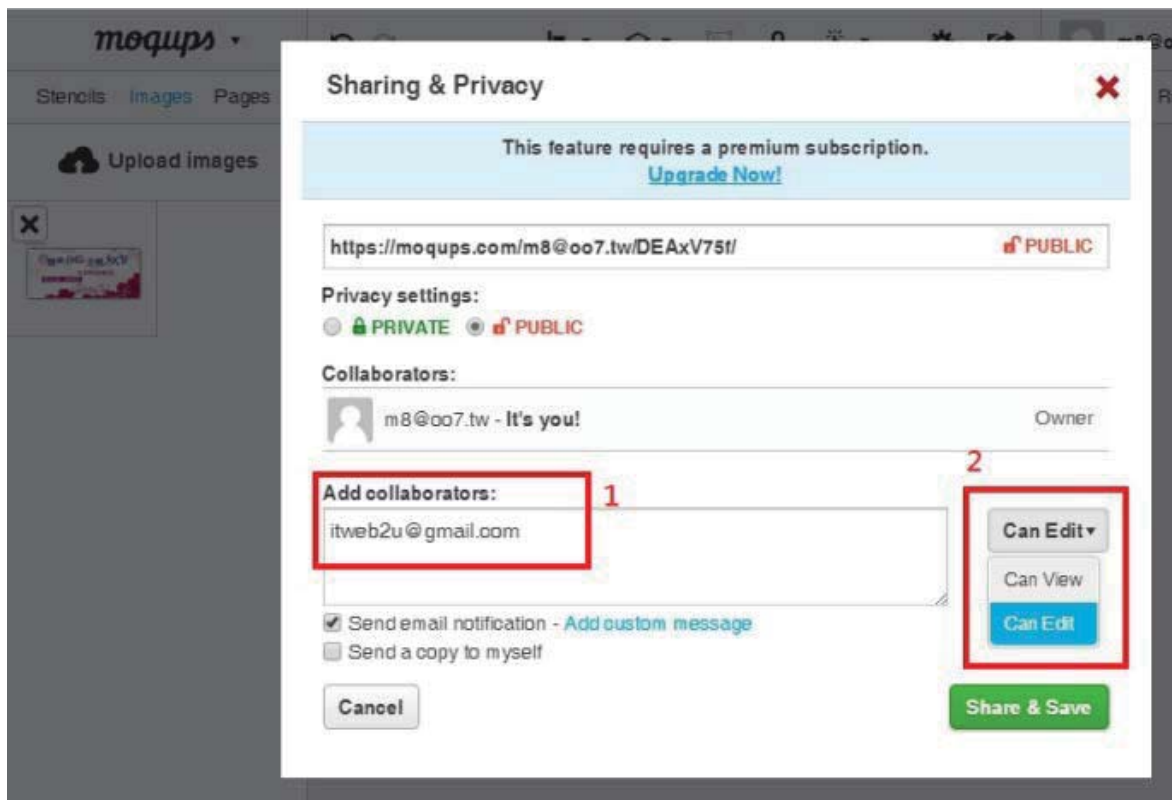 moqups
Stencils Images Pages
Upload images
Sharing & Privacy
This feature requires a premium subscription.
Upgrade Now!
https://moqups.com/m8@oo7.tw/DEAxV75f/ PUBLIC
Privacy settings:
PRIVATE PUBLIC
Collaborators:
m8@oo7.tw - It's you! Owner
2
Add collaborators: 1
itweb2u@gmail.com
Can Edit
Can View
Can Edit
Send email notification - Add custom message
Send a copy to myself
Cancel Share & Save